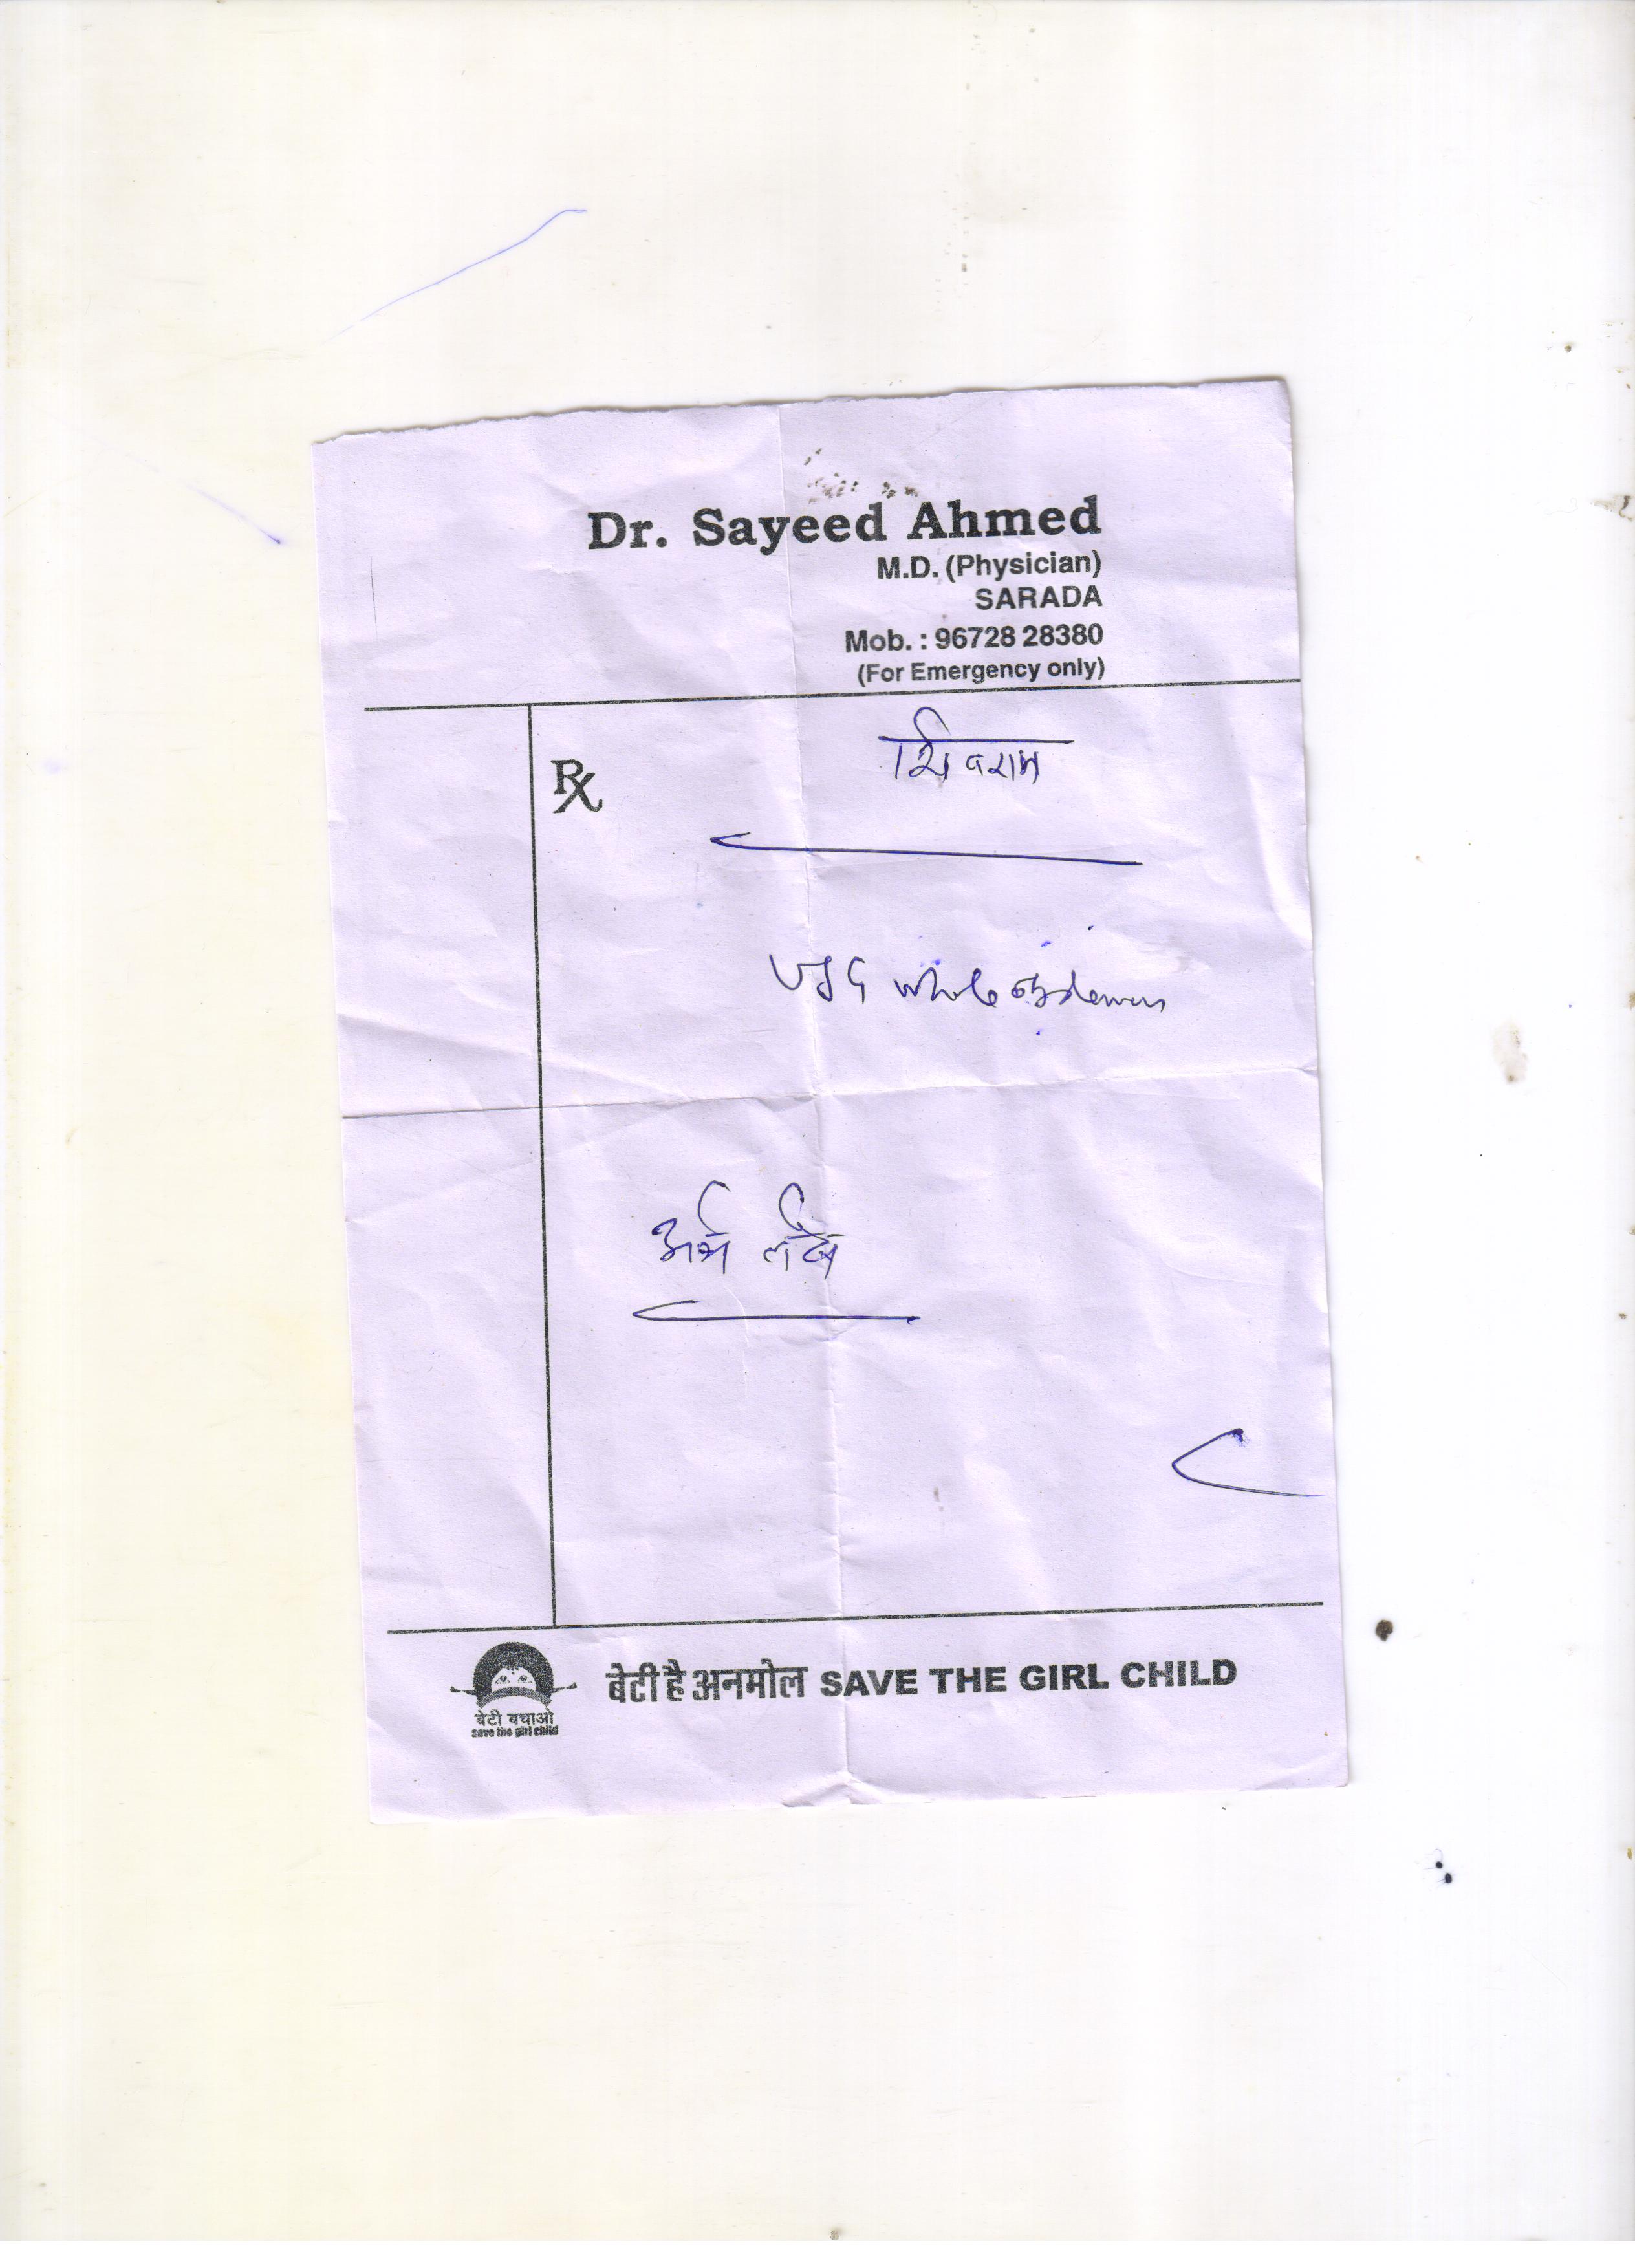 Dr. Sayeed Ahmed
M.D. (Physician)
SARADA
Mob. : 96728 28380
(For Emergency only)
शिवराम
Rx
USG whole abdomen
बेटी है अनमोल SAVE THE GIRL CHILD
बेटी बचाओ
save the girl child